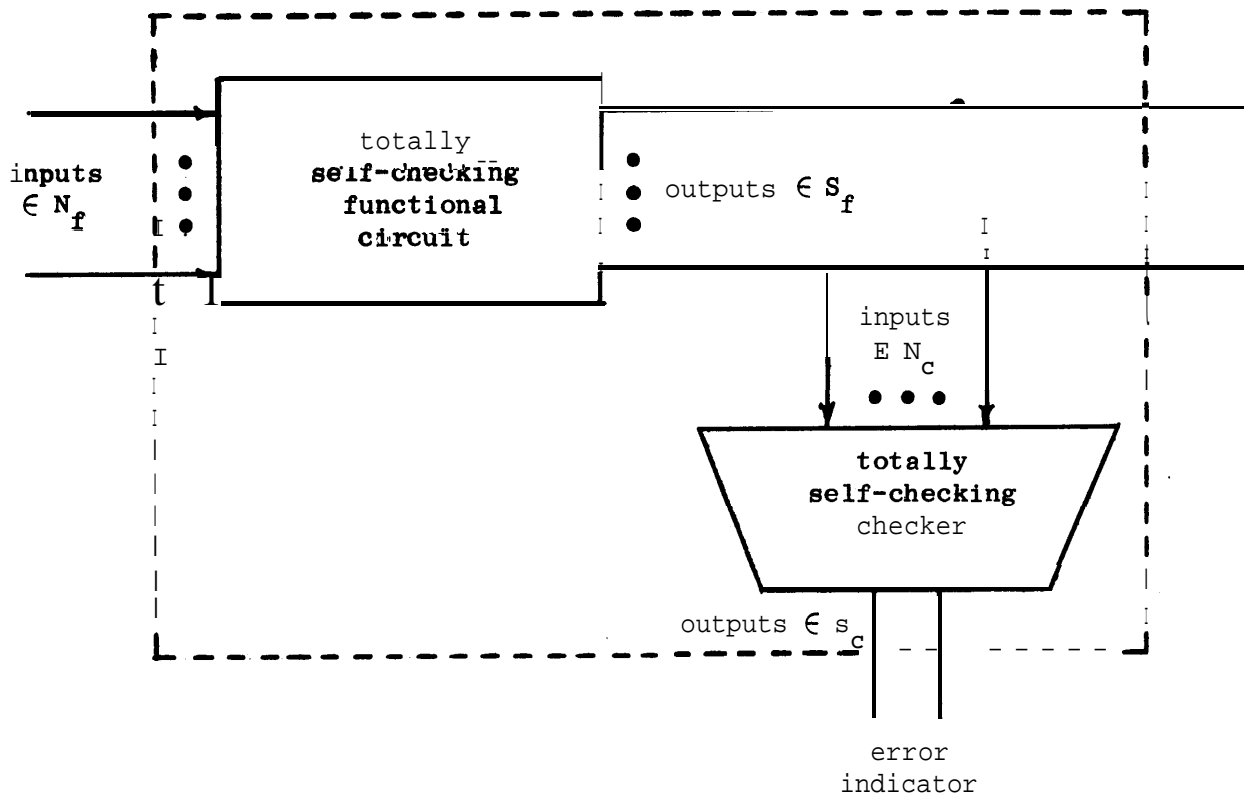 totally
self-checking
functional
circuit
inputs
∈ N_f
outputs ∈ S_f
inputs
E N_c
totally
self-checking
checker
outputs ∈ s_c
error
indicator